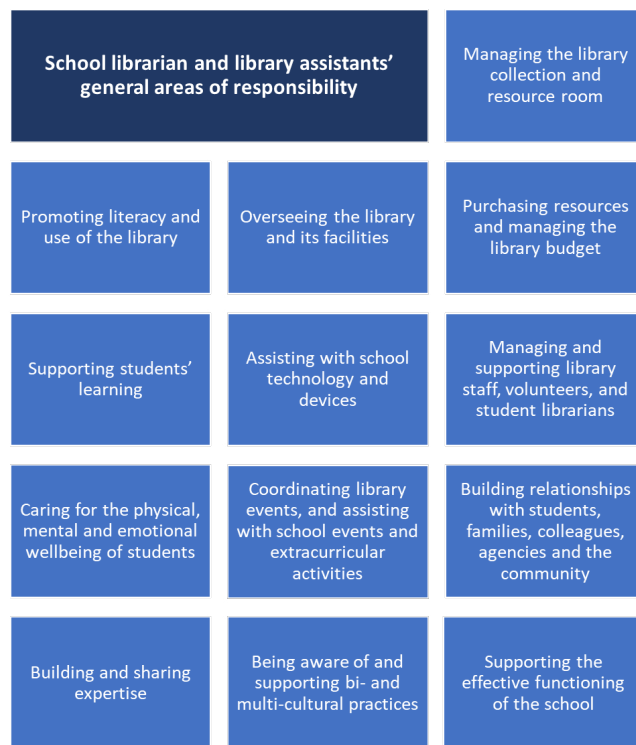 School librarian and library assistants’
general areas of responsibility
Managing the library
collection and
resource room
Promoting literacy and
use of the library
Overseeing the library
and its facilities
Purchasing resources
and managing the
library budget
Supporting students’
learning
Assisting with school
technology and
devices
Managing and
supporting library
staff, volunteers, and
student librarians
Caring for the physical,
mental and emotional
wellbeing of students
Coordinating library
events, and assisting
with school events and
extracurricular
activities
Building relationships
with students,
families, colleagues,
agencies and the
community
Building and sharing
expertise
Being aware of and
supporting bi- and
multi-cultural practices
Supporting the
effective functioning
of the school